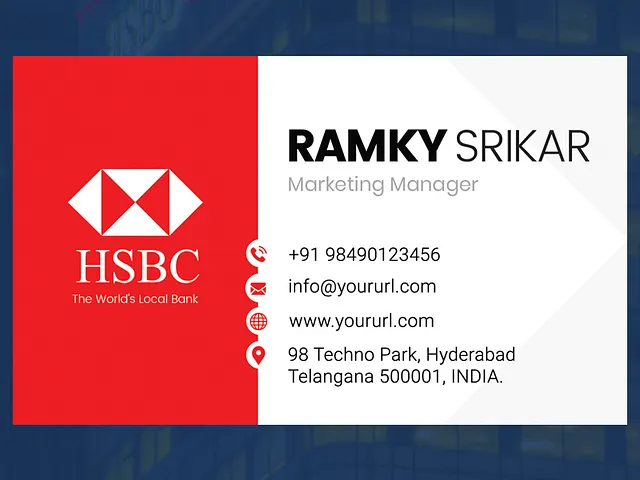 HSBC
The World's Local Bank
RAMKY SRIKAR
Marketing Manager
+91 98490123456
info@yoururl.com
www.yoururl.com
98 Techno Park, Hyderabad
Telangana 500001, INDIA.